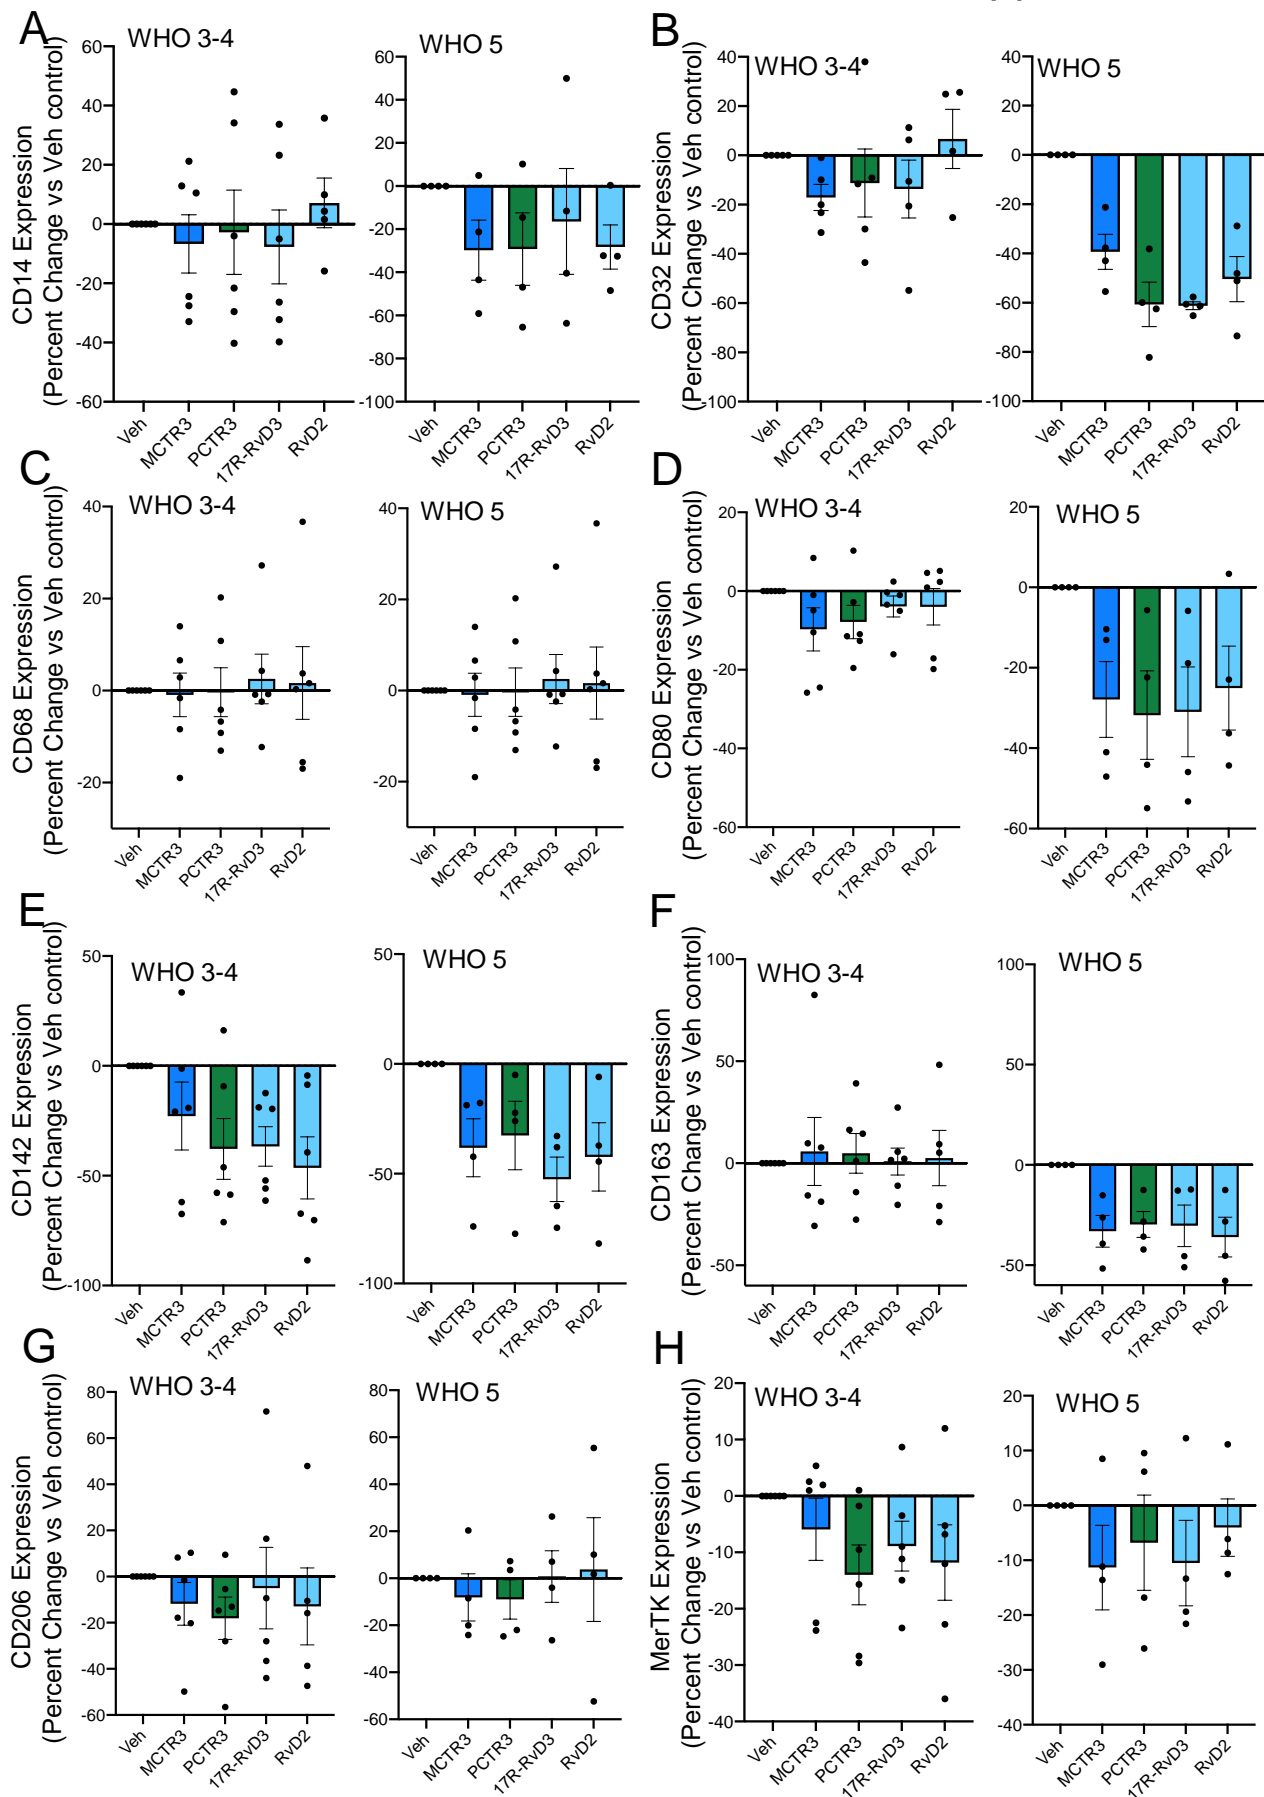 A
WHO 3-4
WHO 5
CD14 Expression
(Percent Change vs Veh control)
60
40
20
0
-20
-40
-60
Veh
MCTR3
PCTR3
17R-RvD3
RvD2
60
40
20
0
-20
-40
-60
-80
-100
Veh
MCTR3
PCTR3
17R-RvD3
RvD2
B
WHO 3-4
WHO 5
CD32 Expression
(Percent Change vs Veh control)
40
20
0
-20
-40
-60
-80
-100
Veh
MCTR3
PCTR3
17R-RvD3
RvD2
40
20
0
-20
-40
-60
-80
-100
Veh
MCTR3
PCTR3
17R-RvD3
RvD2
C
WHO 3-4
WHO 5
CD68 Expression
(Percent Change vs Veh control)
40
20
0
-20
Veh
MCTR3
PCTR3
17R-RvD3
RvD2
40
20
0
-20
Veh
MCTR3
PCTR3
17R-RvD3
RvD2
D
WHO 3-4
WHO 5
CD80 Expression
(Percent Change vs Veh control)
20
0
-20
-40
-60
Veh
MCTR3
PCTR3
17R-RvD3
RvD2
20
0
-20
-40
-60
Veh
MCTR3
PCTR3
17R-RvD3
RvD2
E
WHO 3-4
WHO 5
CD142 Expression
(Percent Change vs Veh control)
50
0
-50
-100
Veh
MCTR3
PCTR3
17R-RvD3
RvD2
50
0
-50
-100
Veh
MCTR3
PCTR3
17R-RvD3
RvD2
F
WHO 3-4
WHO 5
CD163 Expression
(Percent Change vs Veh control)
100
50
0
-50
Veh
MCTR3
PCTR3
17R-RvD3
RvD2
100
50
0
-50
Veh
MCTR3
PCTR3
17R-RvD3
RvD2
G
WHO 3-4
WHO 5
CD206 Expression
(Percent Change vs Veh control)
80
60
40
20
0
-20
-40
-60
Veh
MCTR3
PCTR3
17R-RvD3
RvD2
80
60
40
20
0
-20
-40
-60
Veh
MCTR3
PCTR3
17R-RvD3
RvD2
H
WHO 3-4
WHO 5
MerTK Expression
(Percent Change vs Veh control)
20
10
0
-10
-20
-30
-40
Veh
MCTR3
PCTR3
17R-RvD3
RvD2
20
10
0
-10
-20
-30
-40
Veh
MCTR3
PCTR3
17R-RvD3
RvD2